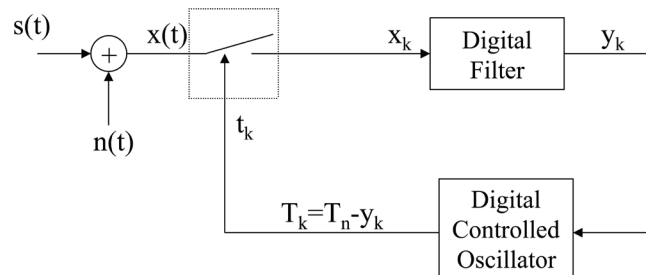 s(t)
x(t)
x_k
Digital
Filter
y_k
+
n(t)
t_k
T_k=T_n-y_k
Digital
Controlled
Oscillator